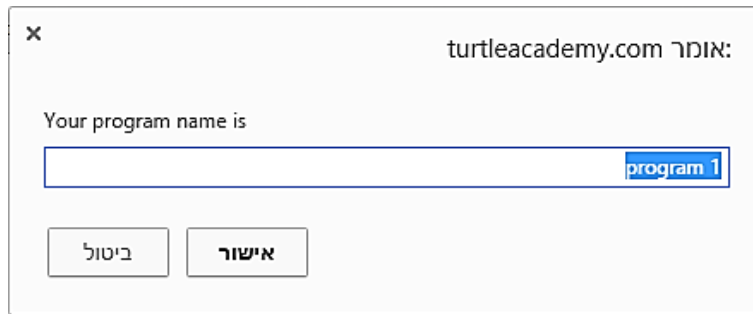 turtleacademy.com אומר:
Your program name is
program 1
ביטול אישור